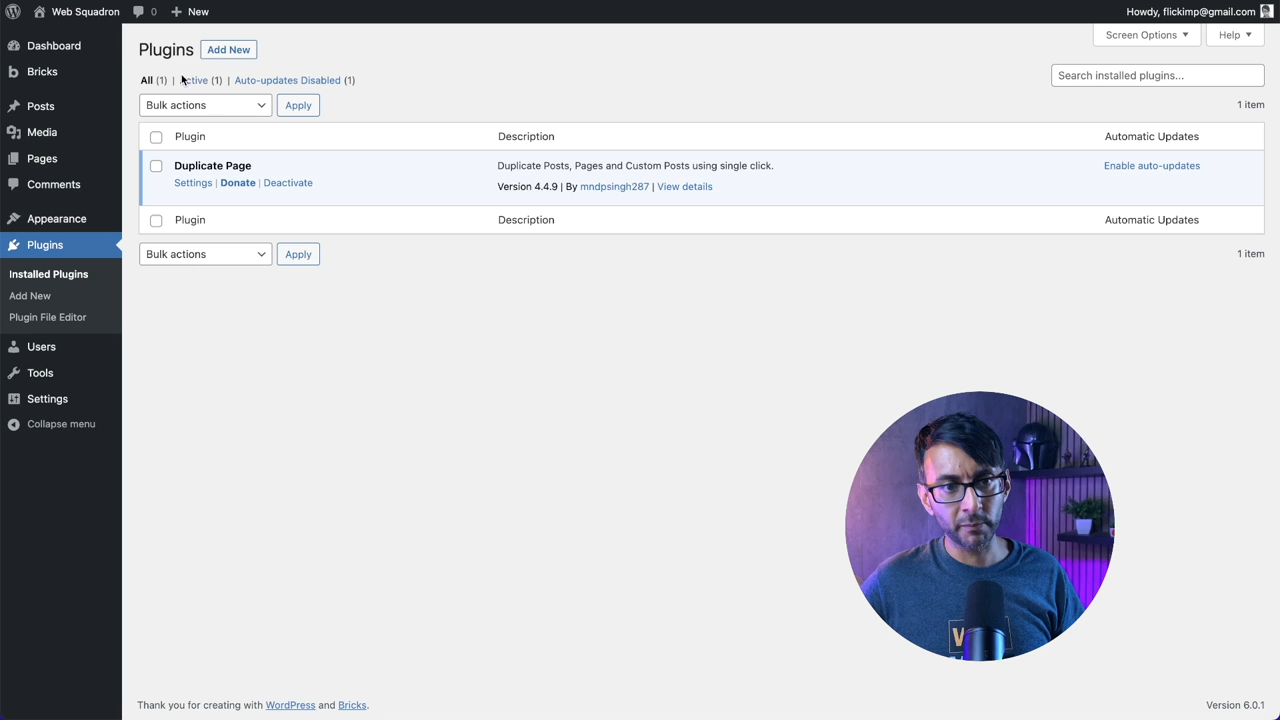 Web Squadron 0 New Howdy, flickimp@gmail.com
Screen Options Help
Dashboard
Bricks
Posts
Media
Pages
Comments
Appearance
Plugins
Installed Plugins
Add New
Plugin File Editor
Users
Tools
Settings
Collapse menu
Plugins Add New
All (1) | Active (1) | Auto-updates Disabled (1)
Search installed plugins...
Bulk actions Apply 1 item
Plugin Description Automatic Updates
Duplicate Page Duplicate Posts, Pages and Custom Posts using single click. Enable auto-updates
Settings | Donate | Deactivate Version 4.4.9 | By mndpsingh287 | View details
Plugin Description Automatic Updates
Bulk actions Apply 1 item
Thank you for creating with WordPress and Bricks. Version 6.0.1